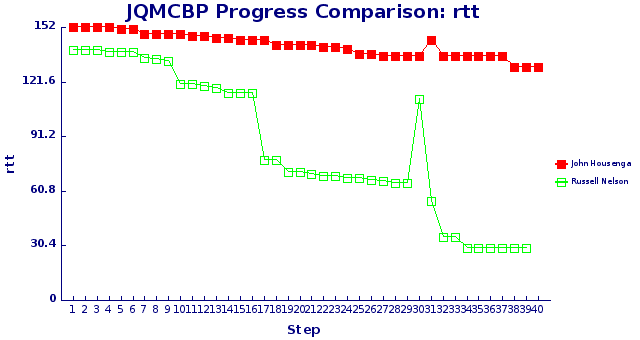 JQMCBP Progress Comparison: rtt
152
121.6
91.2
60.8
30.4
0
rtt
1 2 3 4 5 6 7 8 9 10 11 12 13 14 15 16 17 18 19 20 21 22 23 24 25 26 27 28 29 30 31 32 33 34 35 36 37 38 39 40
Step
John Housenga
Russell Nelson